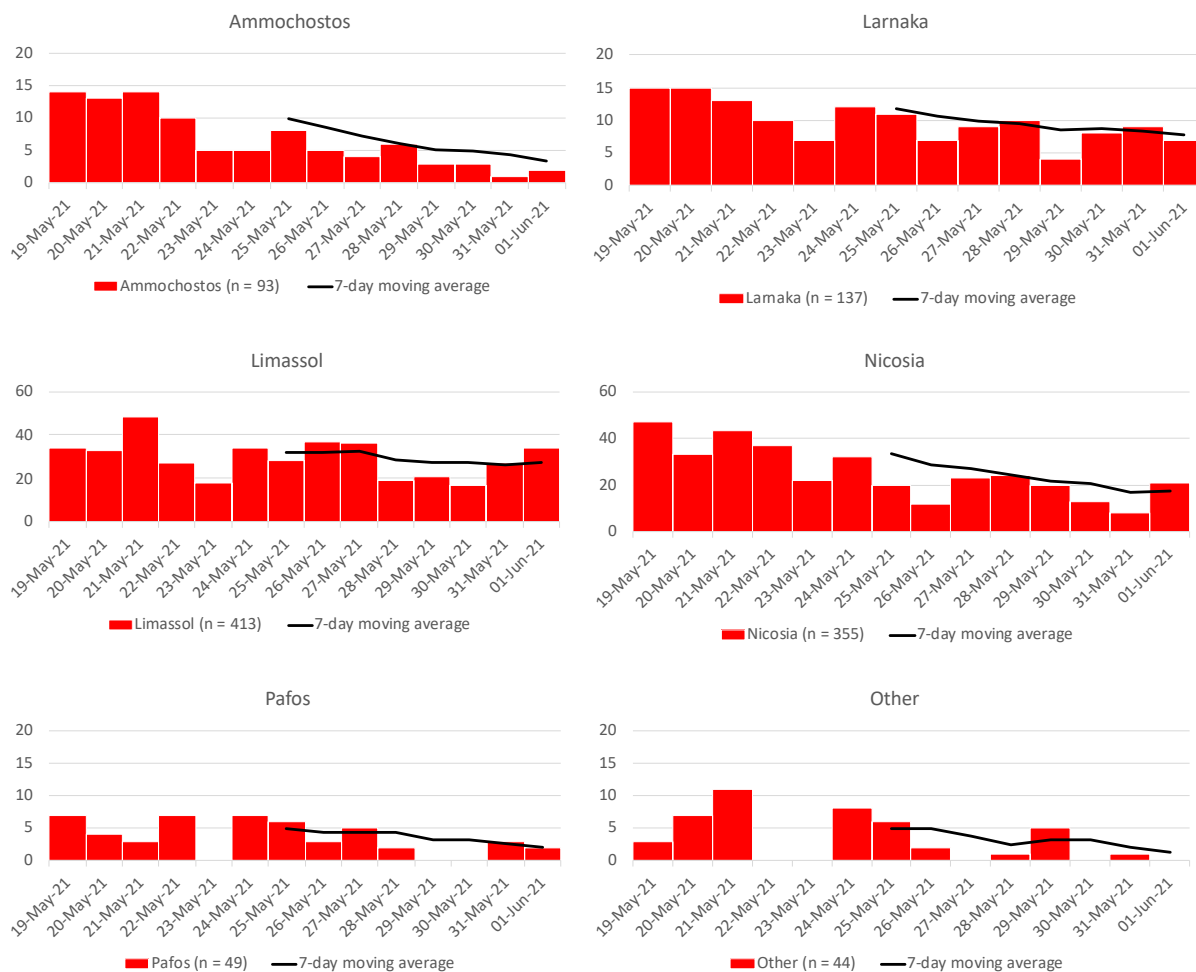 Ammochostos
20
15
10
5
0
19-May-21
20-May-21
21-May-21
22-May-21
23-May-21
24-May-21
25-May-21
26-May-21
27-May-21
28-May-21
29-May-21
30-May-21
31-May-21
01-Jun-21
Ammochostos (n = 93)
7-day moving average
Larnaka
20
15
10
5
0
19-May-21
20-May-21
21-May-21
22-May-21
23-May-21
24-May-21
25-May-21
26-May-21
27-May-21
28-May-21
29-May-21
30-May-21
31-May-21
01-Jun-21
Larnaka (n = 137)
7-day moving average
Limassol
60
40
20
0
19-May-21
20-May-21
21-May-21
22-May-21
23-May-21
24-May-21
25-May-21
26-May-21
27-May-21
28-May-21
29-May-21
30-May-21
31-May-21
01-Jun-21
Limassol (n = 413)
7-day moving average
Nicosia
60
40
20
0
19-May-21
20-May-21
21-May-21
22-May-21
23-May-21
24-May-21
25-May-21
26-May-21
27-May-21
28-May-21
29-May-21
30-May-21
31-May-21
01-Jun-21
Nicosia (n = 355)
7-day moving average
Pafos
20
15
10
5
0
19-May-21
20-May-21
21-May-21
22-May-21
23-May-21
24-May-21
25-May-21
26-May-21
27-May-21
28-May-21
29-May-21
30-May-21
31-May-21
01-Jun-21
Pafos (n = 49)
7-day moving average
Other
20
15
10
5
0
19-May-21
20-May-21
21-May-21
22-May-21
23-May-21
24-May-21
25-May-21
26-May-21
27-May-21
28-May-21
29-May-21
30-May-21
31-May-21
01-Jun-21
Other (n = 44)
7-day moving average